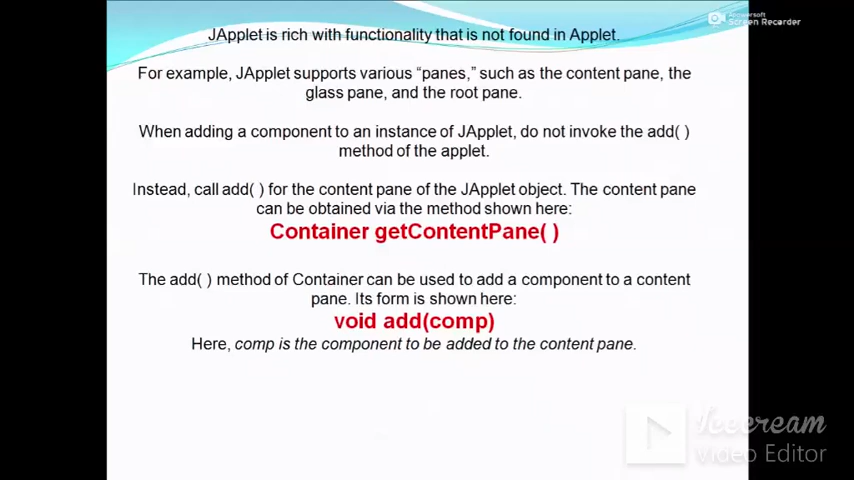 Apowersoft
Screen Recorder
JApplet is rich with functionality that is not found in Applet.
For example, JApplet supports various “panes,” such as the content pane, the
glass pane, and the root pane.
When adding a component to an instance of JApplet, do not invoke the add( )
method of the applet.
Instead, call add( ) for the content pane of the JApplet object. The content pane
can be obtained via the method shown here:
Container getContentPane( )
The add( ) method of Container can be used to add a component to a content
pane. Its form is shown here:
void add(comp)
Here, comp is the component to be added to the content pane.
Icecream
Video Editor